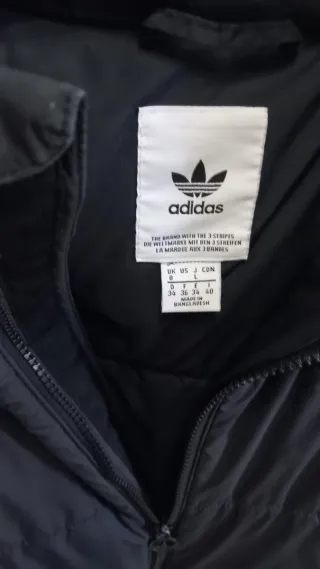 adidas
THE BRAND WITH THE 3 STRIPES
DIE WELTMARKE MIT DEN 3 STREIFEN
LA MARQUE AUX 3 BANDES
UK US J CDN
8 L
D F E I
34 36 34 40
MADE IN
BANGLADESH